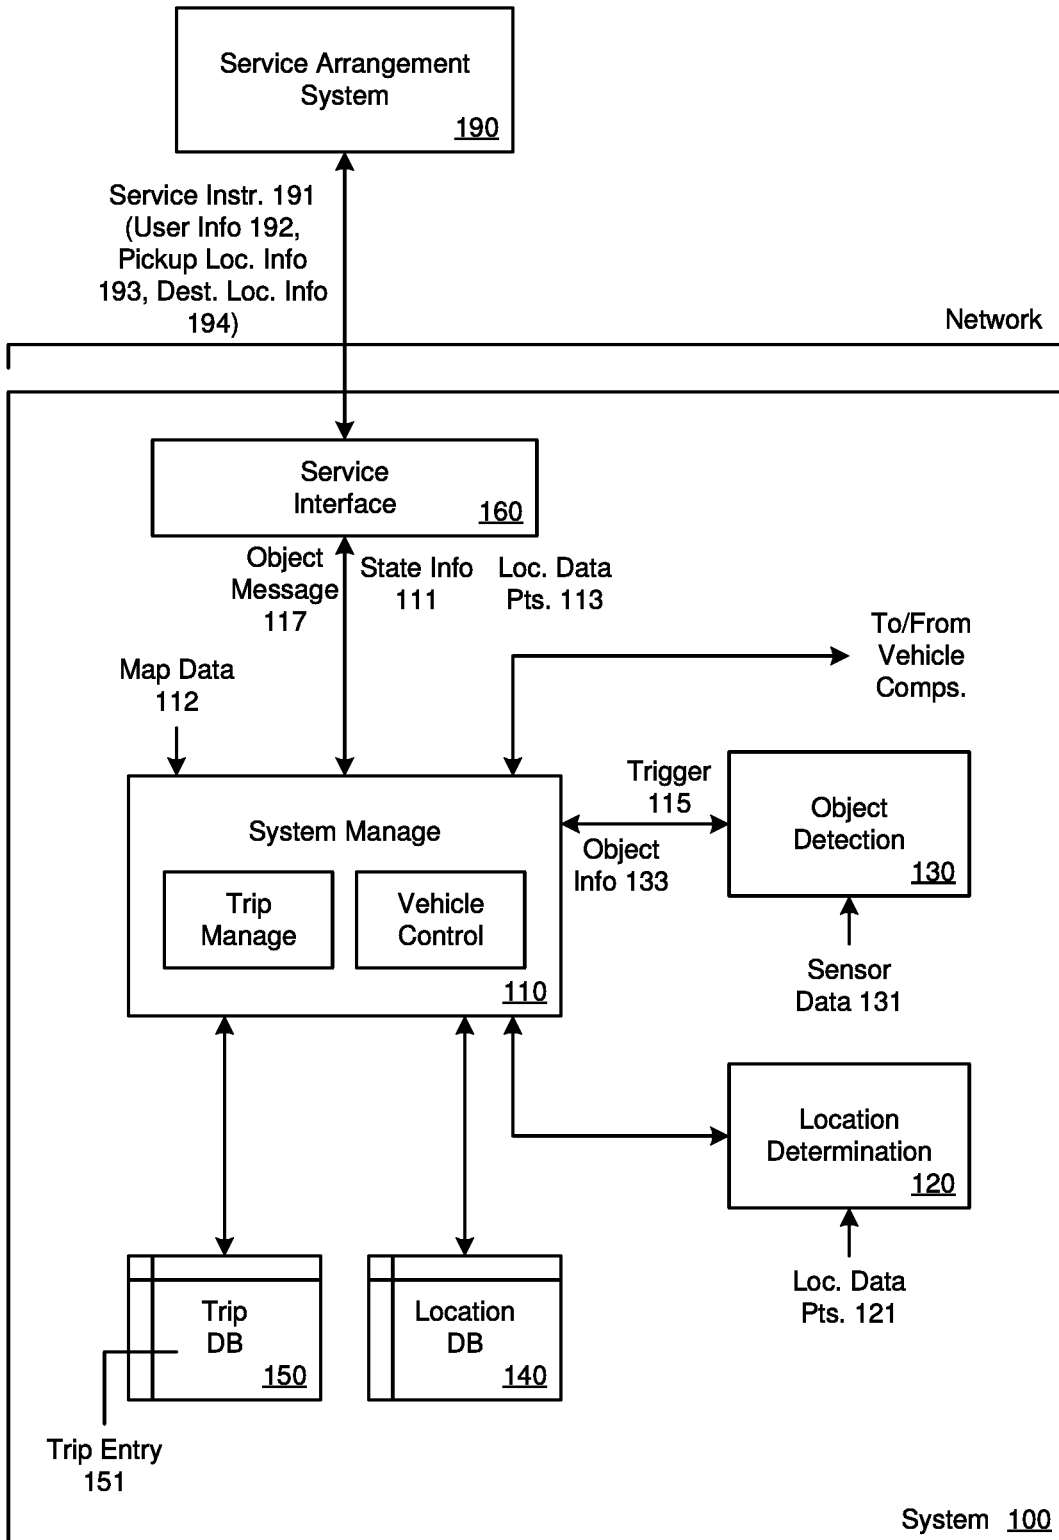 Service Arrangement
System
190
Service Instr. 191
(User Info 192,
Pickup Loc. Info
193, Dest. Loc. Info
194)
Network
Service
Interface
160
Object
Message
117
State Info
111
Loc. Data
Pts. 113
To/From
Vehicle
Comps.
Map Data
112
Trigger
115
Object
Detection
130
System Manage
Object
Info 133
Trip
Manage
Vehicle
Control
110
Sensor
Data 131
Location
Determination
120
Loc. Data
Pts. 121
Trip
DB
150
Location
DB
140
Trip Entry
151
System 100